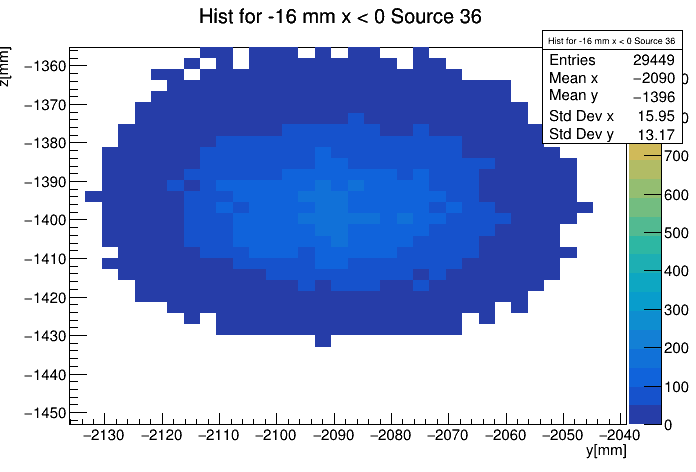 Hist for -16 mm x < 0 Source 36
Hist for -16 mm x < 0 Source 36
Entries 29449
Mean x −2090
Mean y −1396
Std Dev x 15.95
Std Dev y 13.17
z[mm]
−1360
−1370
−1380
−1390
−1400
−1410
−1420
−1430
−1440
−1450
−2130 −2120 −2110 −2100 −2090 −2080 −2070 −2060 −2050 −2040
y[mm]
700
600
500
400
300
200
100
0